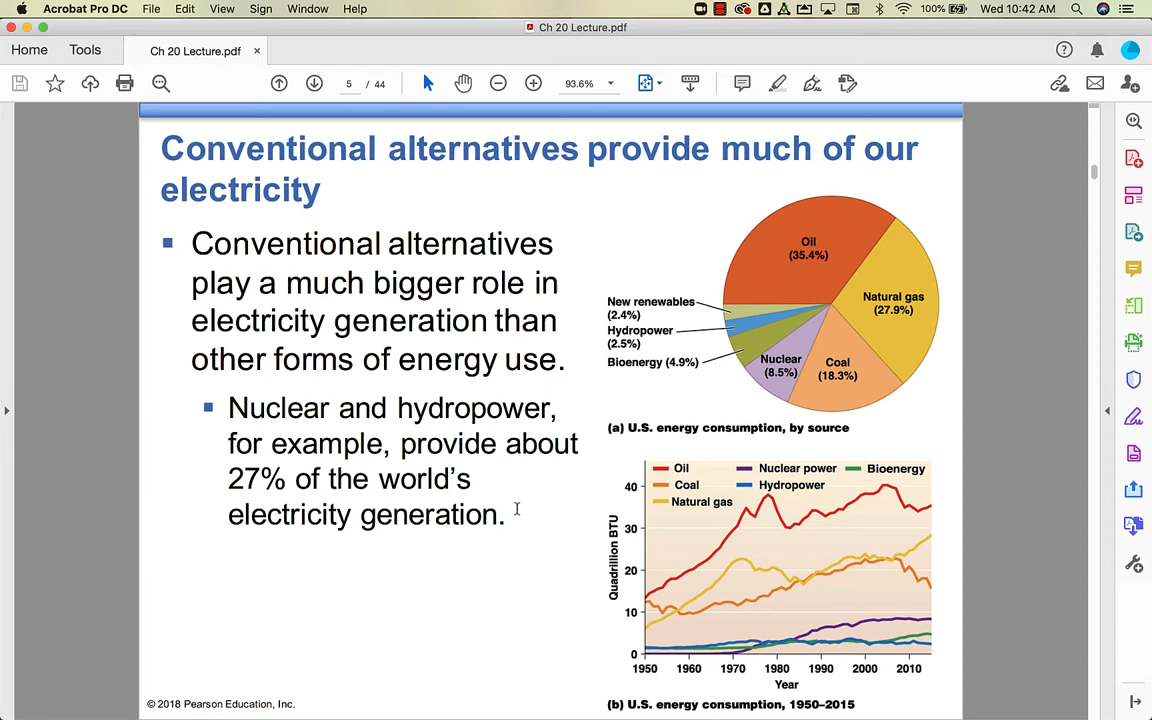 Acrobat Pro DC File Edit View Sign Window Help 100% Wed 10:42 AM
Ch 20 Lecture.pdf
Home Tools Ch 20 Lecture.pdf ×
5 / 44 93.6%
Conventional alternatives provide much of our
electricity
Conventional alternatives
play a much bigger role in
electricity generation than
other forms of energy use.
Nuclear and hydropower,
for example, provide about
27% of the world's
electricity generation.
Oil
(35.4%)
Natural gas
(27.9%)
Coal
(18.3%)
Nuclear
(8.5%)
Bioenergy (4.9%)
Hydropower
(2.5%)
New renewables
(2.4%)
(a) U.S. energy consumption, by source
Oil Nuclear power Bioenergy
Coal Hydropower
Natural gas
Quadrillion BTU
40
30
20
10
0
1950 1960 1970 1980 1990 2000 2010
Year
(b) U.S. energy consumption, 1950–2015
© 2018 Pearson Education, Inc.